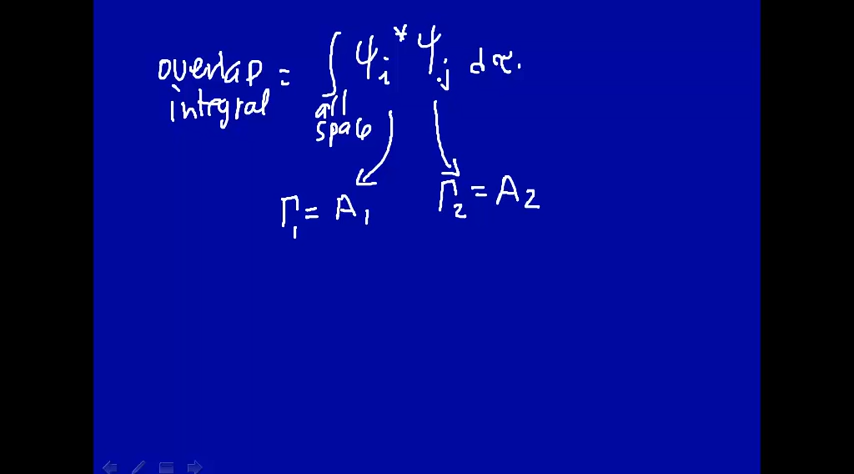 overlap integral = ∫ all space ψi* ψj dτ.
Γ1 = A1 Γ2 = A2